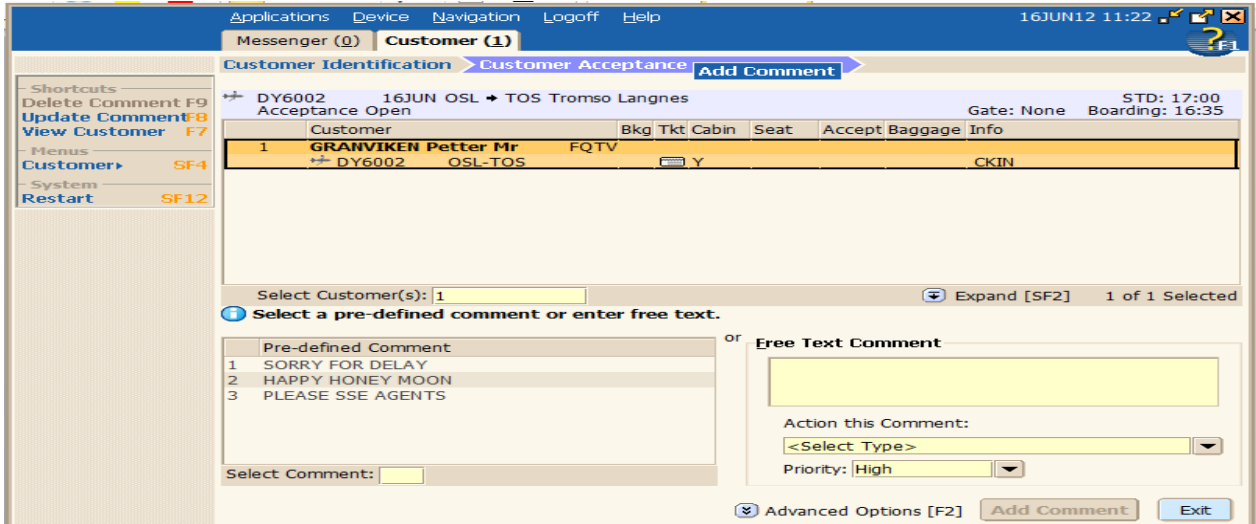 Applications Device Navigation Logoff Help 16JUN12 11:22
Messenger (0) Customer (1) ? F1
Customer Identification Customer Acceptance Add Comment
Shortcuts
Delete Comment F9
Update Comment F8
View Customer F7
Menus
Customer SF4
System
Restart SF12
DY6002 16JUN OSL → TOS Tromso Langnes STD: 17:00
Acceptance Open Gate: None Boarding: 16:35
Customer Bkg Tkt Cabin Seat Accept Baggage Info
1 GRANVIKEN Petter Mr FQTV
DY6002 OSL-TOS Y CKIN
Select Customer(s): 1 Expand [SF2] 1 of 1 Selected
Select a pre-defined comment or enter free text.
Pre-defined Comment
1 SORRY FOR DELAY
2 HAPPY HONEY MOON
3 PLEASE SSE AGENTS
Select Comment:
or
Free Text Comment
Action this Comment:
<Select Type>
Priority: High
Advanced Options [F2] Add Comment Exit